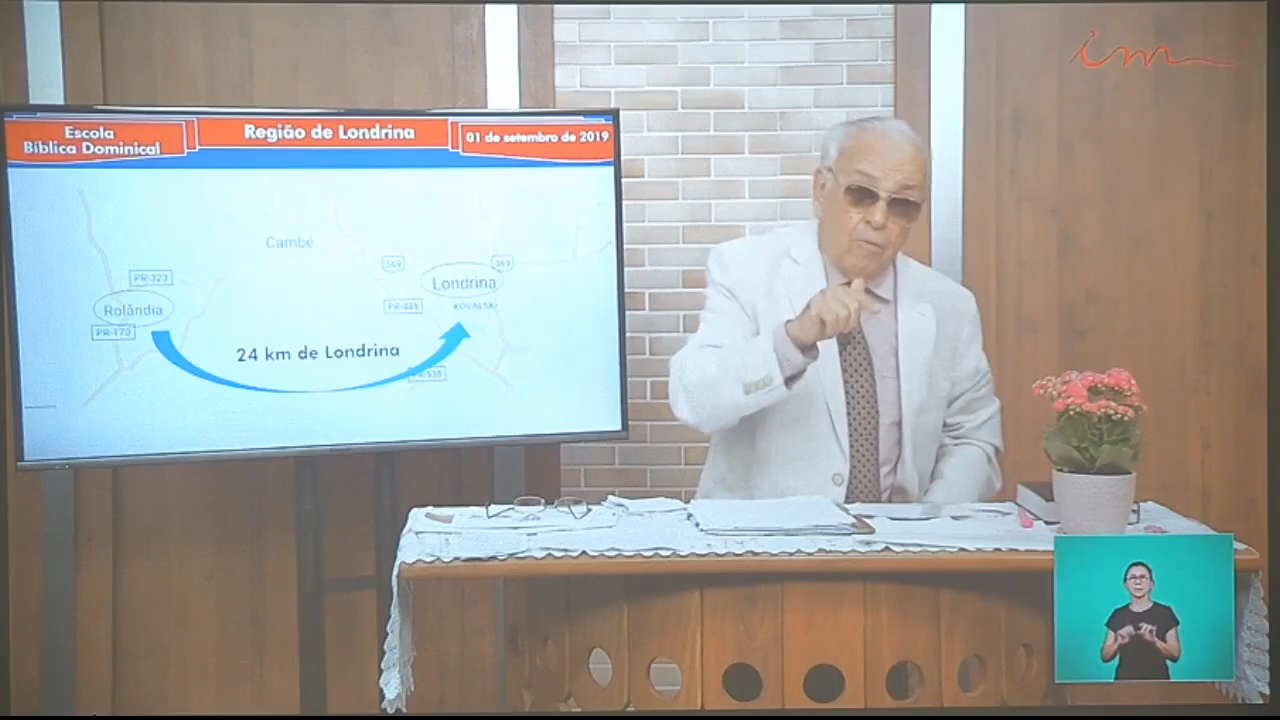 im
Escola
Bíblica Dominical
Região de Londrina
01 de setembro de 2019
Cambé
369
369
PR-323
Londrina
Rolândia
PR-445
KOVALSKI
PR-170
24 km de Londrina
PR-538